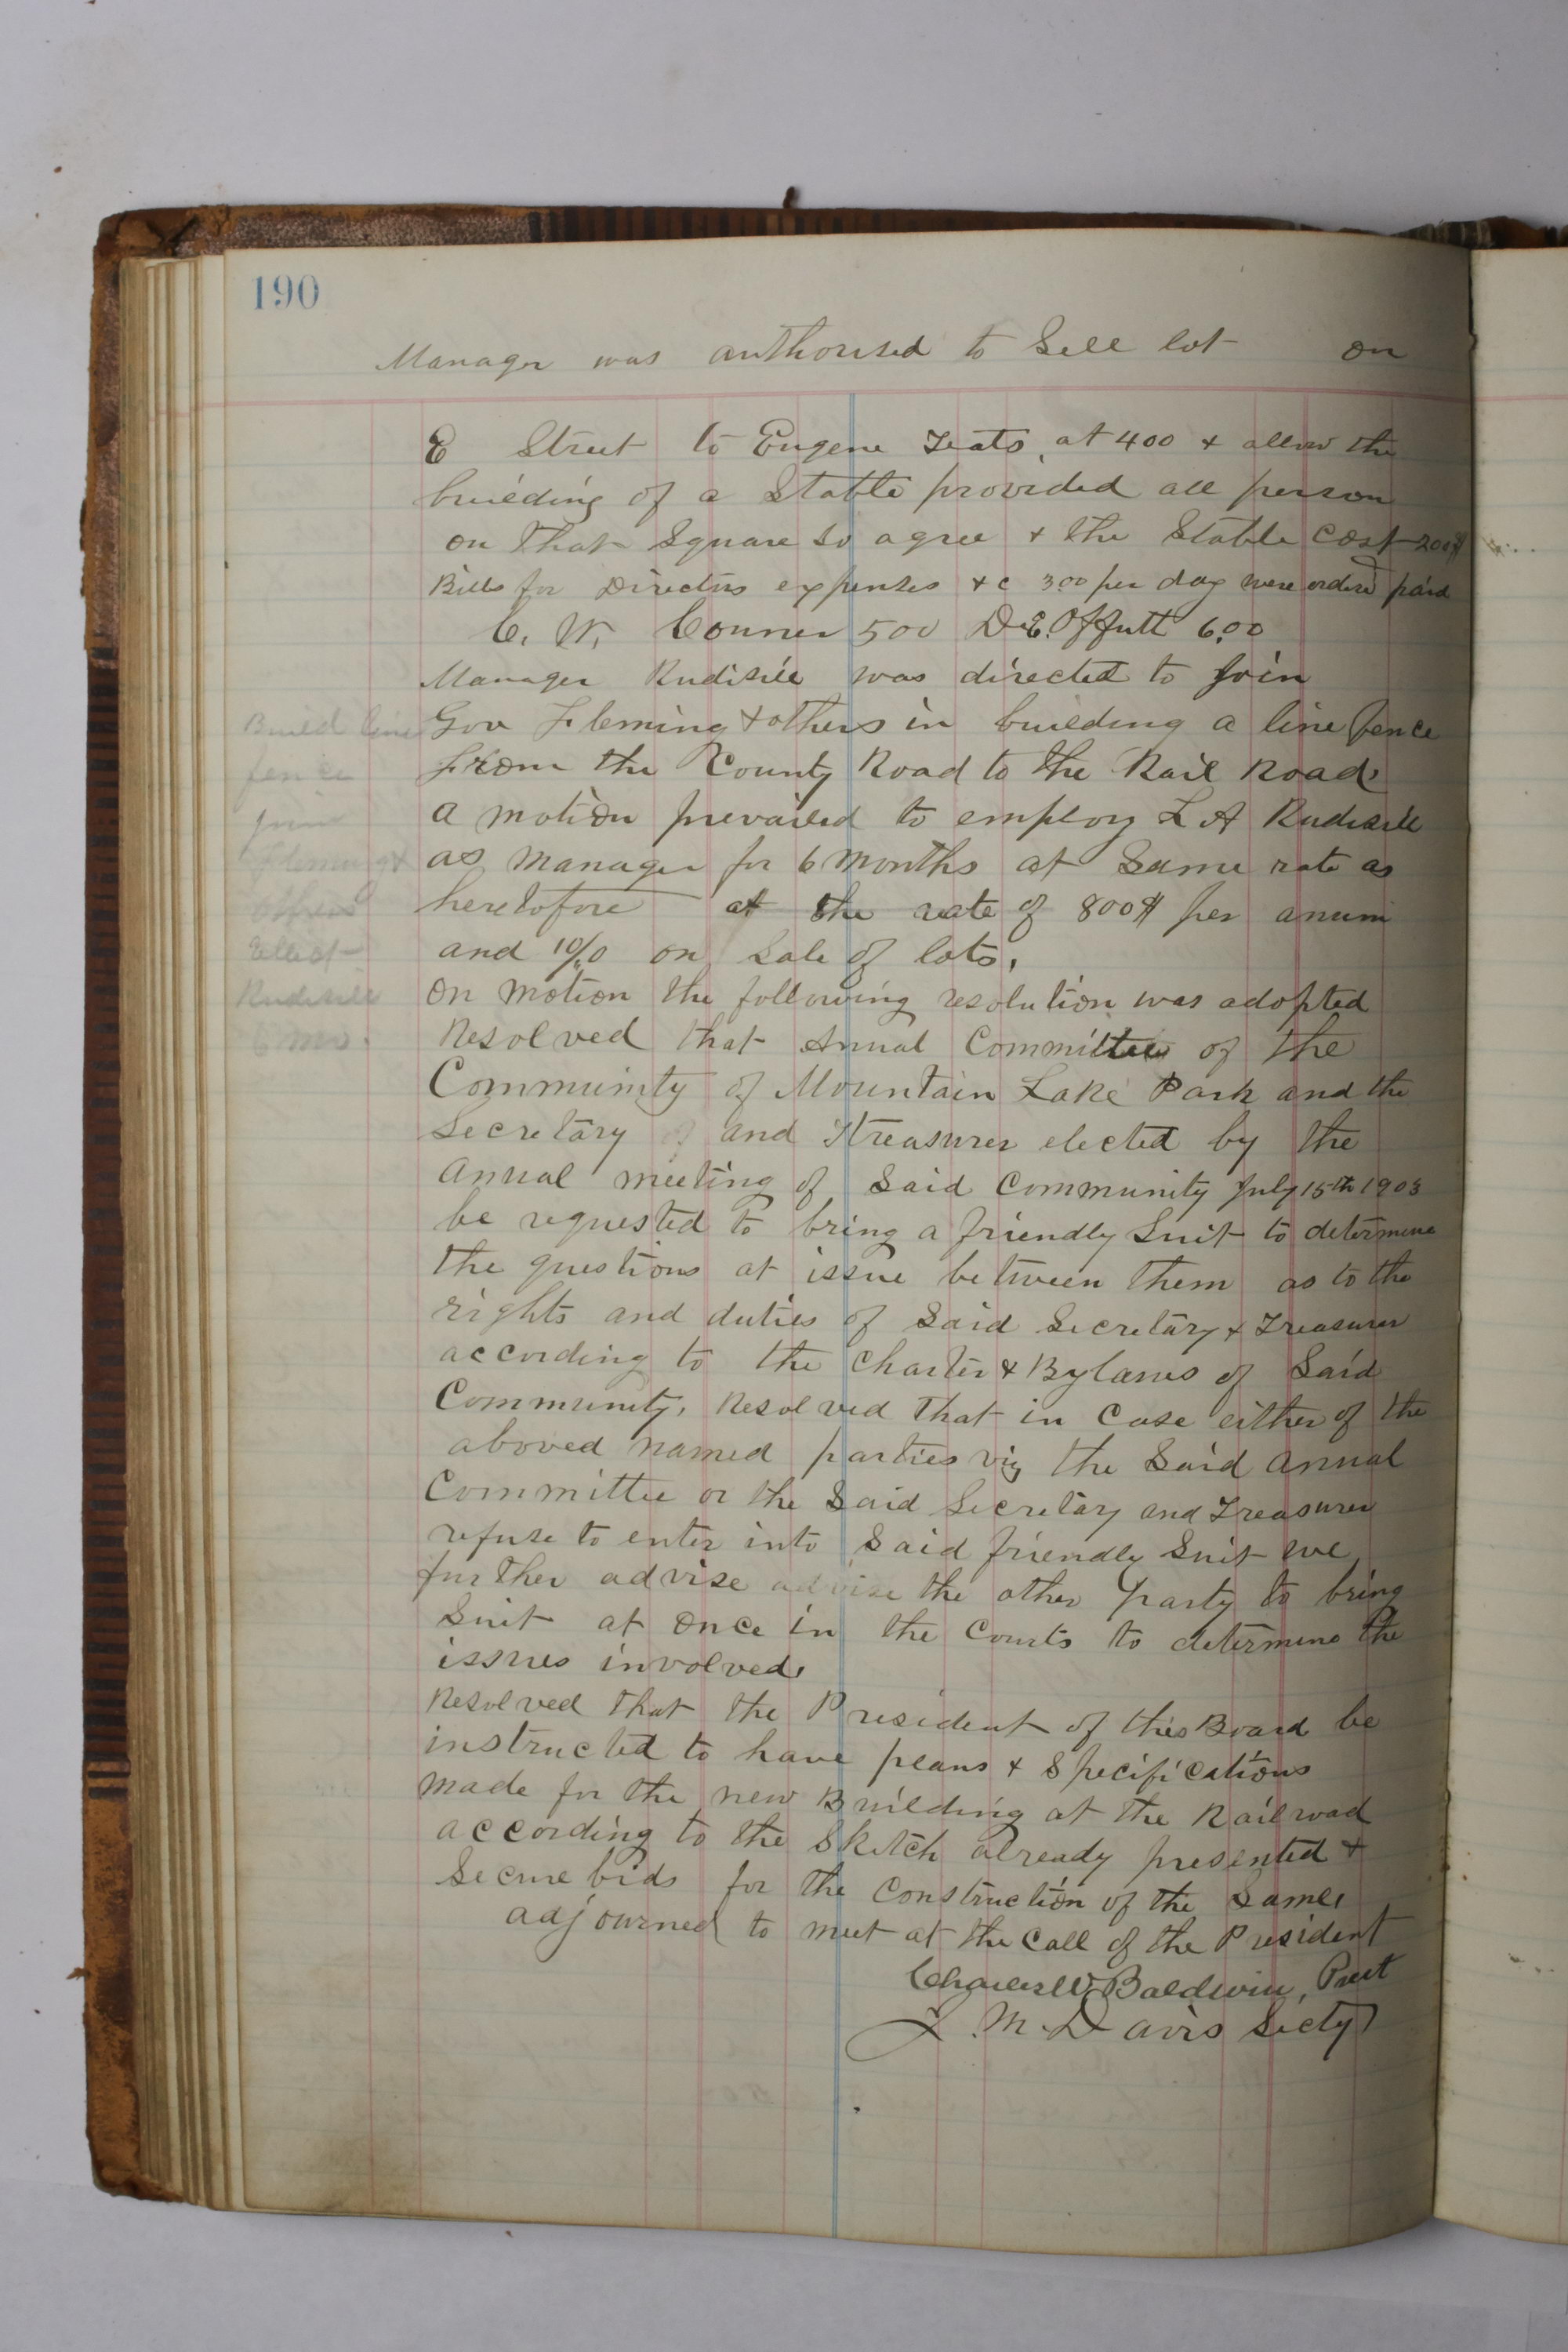 190
Manager was authorised to Sell lot on
E Street to Eugene Teats, at 400 & allow the
building of a Stable provided all person
on that Square so agree & the Stable cost 200$
Bills for Directors expenses &c 3.00 per day were orderd paid
C. W. Conner 500 D.E. Offutt 6.00
Manager Rudisill was directed to join
Build line
Gov Fleming & others in building a line fence
fence
from the County Road to the Rail Road.
join
a motion prevailed to employ L A Rudisill
Fleming &
as manager for 6 months at Same rate as
others
heretofore at the rate of 800$ per anum
Elect
and 10% on Sale of lots.
Rudisill
on motion the following resolution was adopted
6 mo.
Resolved that Annual Committee of the
Community of Mountain Lake Park and the
Secretary and Treasurer elected by the
Annual meeting of Said Community July 15th 1903
be requested to bring a friendly Suit to determine
the questions at issue between them as to the
rights and duties of Said Secretary & Treasurer
according to the Charter & Bylaws of Said
Community. Resolved that in Case either of the
aboved named parties viz the Said Annual
Committee or the Said Secretary and Treasurer
refuse to enter into Said friendly Suit we
further advise advise the other party to bring
Suit at once in the Courts to determine the
issues involved.
Resolved that the President of this Board be
instructed to have plans & Specifications
made for the new Building at the Railroad
according to the Sketch already presented &
Secure bids for the Construction of the Same.
adjourned to meet at the Call of the President
Charles W. Baldwin, Prest
J. M. Davis Secty